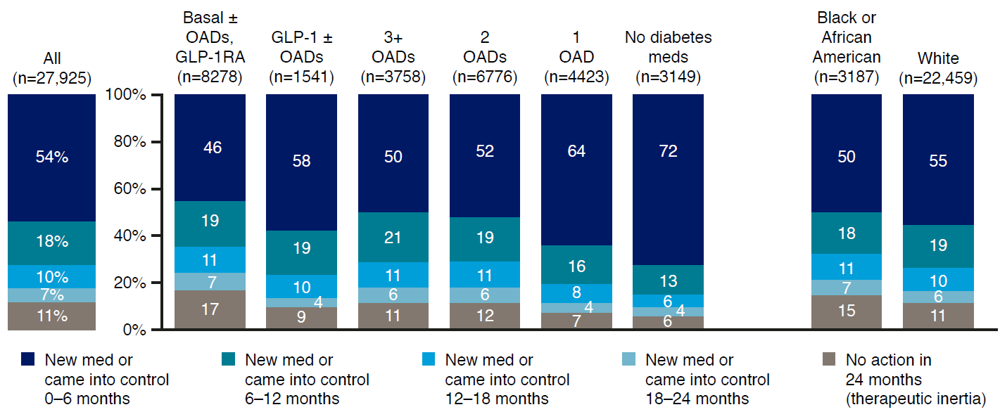 All
(n=27,925)
Basal ±
OADs,
GLP-1RA
(n=8278)
GLP-1 ±
OADs
(n=1541)
3+
OADs
(n=3758)
2
OADs
(n=6776)
1
OAD
(n=4423)
No diabetes
meds
(n=3149)
Black or
African
American
(n=3187)
White
(n=22,459)
100%
80%
60%
40%
20%
0%
54%
18%
10%
7%
11%
46
19
11
7
17
58
19
10
4
9
50
21
11
6
11
52
19
11
6
12
64
16
8
4
7
72
13
6
4
6
50
18
11
7
15
55
19
10
6
11
New med or
came into control
0–6 months
New med or
came into control
6–12 months
New med or
came into control
12–18 months
New med or
came into control
18–24 months
No action in
24 months
(therapeutic inertia)